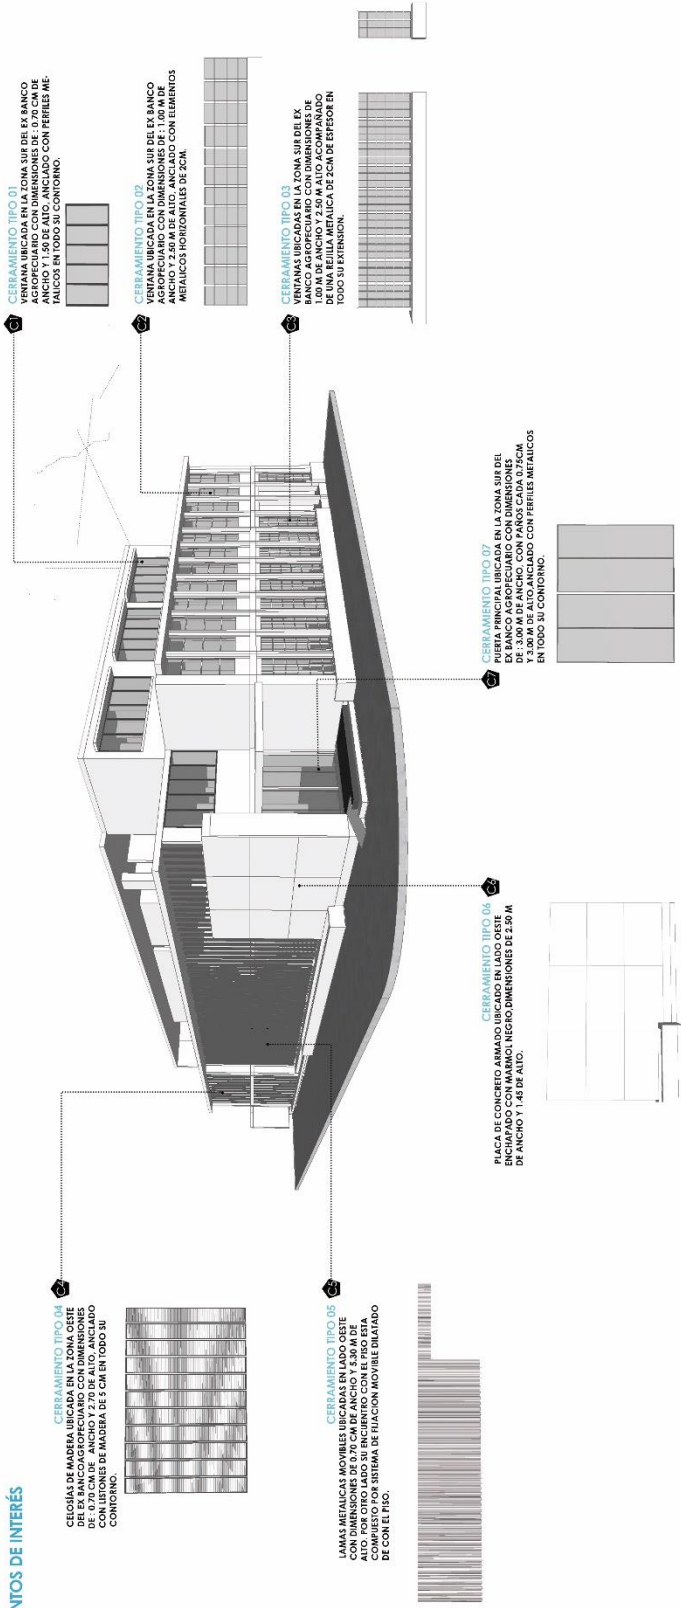 NTOS DE INTERÉS
C4
CERRAMIENTO TIPO 04
CELOSÍAS DE MADERA UBICADA EN LA ZONA OESTE
DEL EX BANCOAGROPECUARIO CON DIMENSIONES
DE : 0.70 CM DE ANCHO Y 2.70 DE ALTO, ANCLADO
CON LISTONES DE MADERA DE 5 CM EN TODO SU
CONTORNO.
C5
CERRAMIENTO TIPO 05
LAMAS METALICAS MOVIBLES UBICADAS EN LADO OESTE
CON DIMENSIONES DE 0.70 CM DE ANCHO Y 5.30 M DE
ALTO. POR OTRO LADO SU ENCUENTRO CON EL PISO ESTA
COMPUESTO POR SISTEMA DE FIJACION MOVIBLE DILATADO
DE CON EL PISO.
C6
CERRAMIENTO TIPO 06
PLACA DE CONCRETO ARMADO UBICADO EN LADO OESTE
ENCHAPADO CON MARMOL NEGRO,DIMENSIONES DE 2.50 M
DE ANCHO Y 1.45 DE ALTO.
C7
CERRAMIENTO TIPO 07
PUERTA PRINCIPAL UBICADA EN LA ZONA SUR DEL
EX BANCO AGROPECUARIO CON DIMENSIONES
DE : 3.00 M DE ANCHO, CON PAÑOS CADA 0.75CM
Y 3.00 M DE ALTO,ANCLADO CON PERFILES METALICOS
EN TODO SU CONTORNO.
C1
CERRAMIENTO TIPO 01
VENTANA UBICADA EN LA ZONA SUR DEL EX BANCO
AGROPECUARIO CON DIMENSIONES DE : 0.70 CM DE
ANCHO Y 1.50 DE ALTO, ANCLADO CON PERFILES ME-
TALICOS EN TODO SU CONTORNO.
C2
CERRAMIENTO TIPO 02
VENTANA UBICADA EN LA ZONA SUR DEL EX BANCO
AGROPECUARIO CON DIMENSIONES DE : 1.00 M DE
ANCHO Y 2.50 M DE ALTO, ANCLADO CON ELEMENTOS
METALICOS HORIZONTALES DE 2CM.
C3
CERRAMIENTO TIPO 03
VENTANAS UBICADAS EN LA ZONA SUR DEL EX
BANCO AGROPECUARIO CON DIMENSIONES DE
1.00 M DE ANCHO Y 2.50 M ALTO ACOMPAÑADO
DE UNA REJILLA METALICA DE 2CM DE ESPESOR EN
TODO SU EXTENSION.